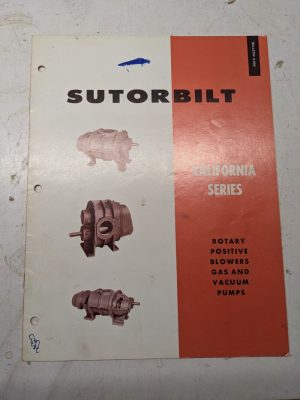 SUTORBILT
CALIFORNIA
SERIES
ROTARY
POSITIVE
BLOWERS
GAS AND
VACUUM
PUMPS